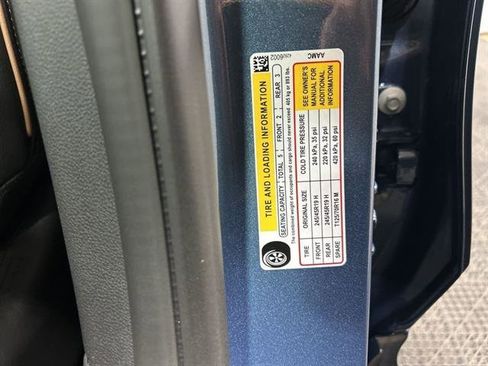 42506002 AAMC
TIRE AND LOADING INFORMATION
SEATING CAPACITY TOTAL 5 FRONT 2 REAR 3
The combined weight of occupants and cargo should never exceed 405 kg or 893 lbs.
TIRE ORIGINAL SIZE COLD TIRE PRESSURE
FRONT 245/45R19 H 240 kPa, 35 psi
REAR 245/45R19 H 220 kPa, 32 psi
SPARE T125/70R16 M 420 kPa, 60 psi
SEE OWNER'S
MANUAL FOR
ADDITIONAL
INFORMATION